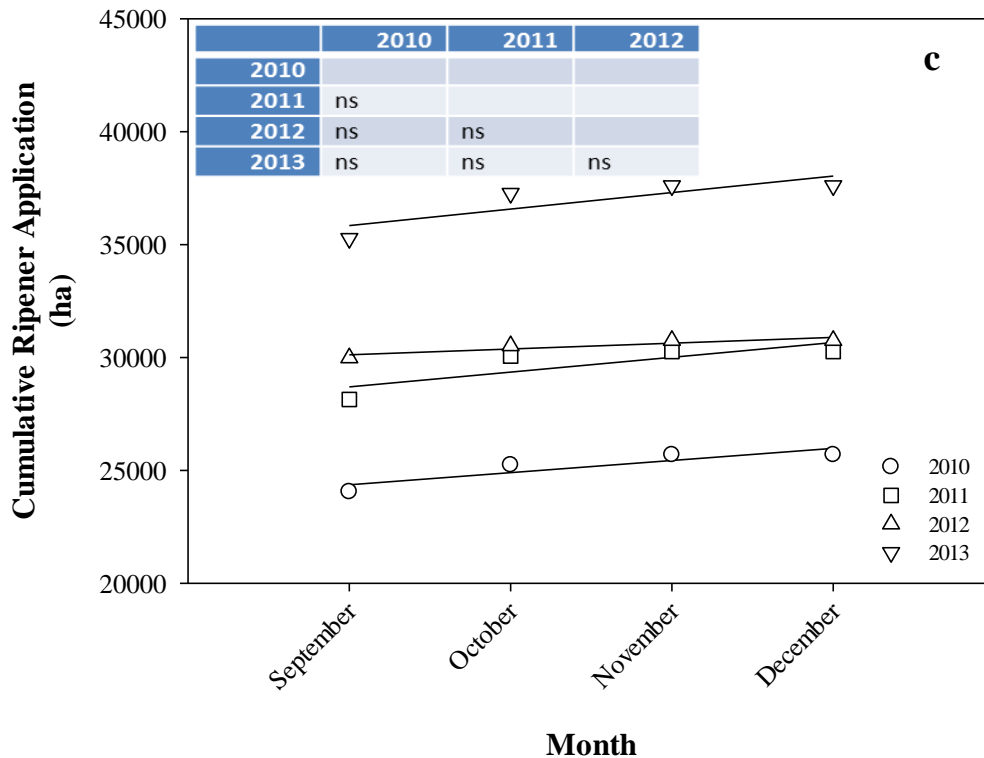 45000
40000
35000
30000
25000
20000
Cumulative Ripener Application
(ha)
2010 2011 2012
2010
2011 ns
2012 ns ns
2013 ns ns ns
c
2010
2011
2012
2013
September
October
November
December
Month